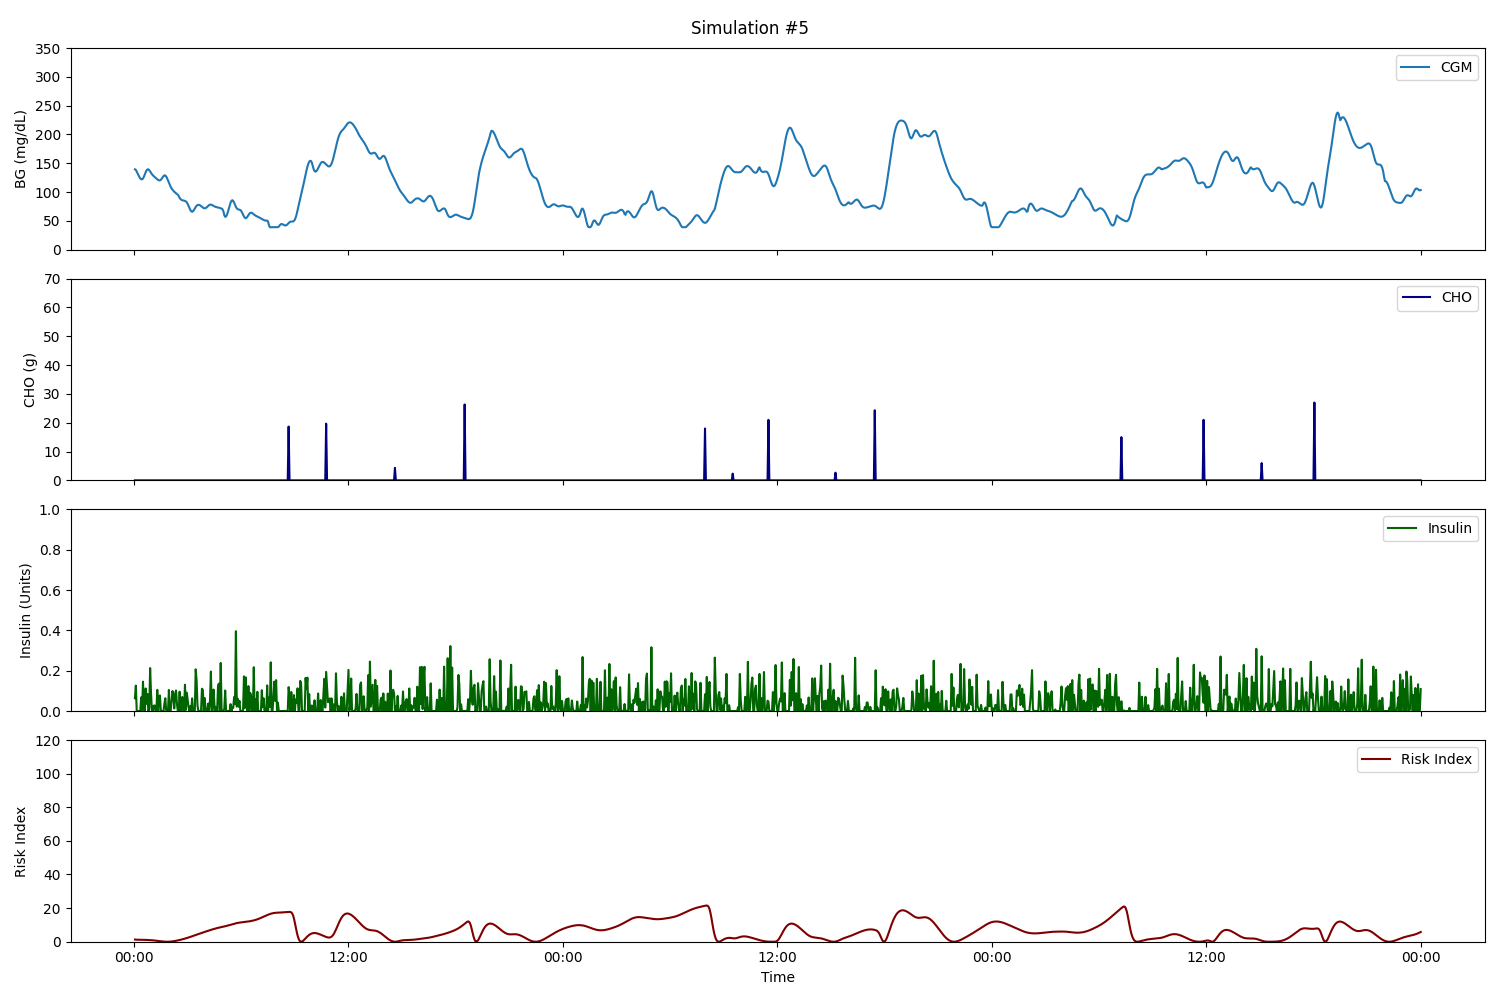 Simulation #5
350
300
250
200
150
100
50
0
BG (mg/dL)
CGM
70
60
50
40
30
20
10
0
CHO (g)
CHO
1.0
0.8
0.6
0.4
0.2
0.0
Insulin (Units)
Insulin
120
100
80
60
40
20
0
Risk Index
Risk Index
00:00 12:00 00:00 12:00 00:00 12:00 00:00
Time